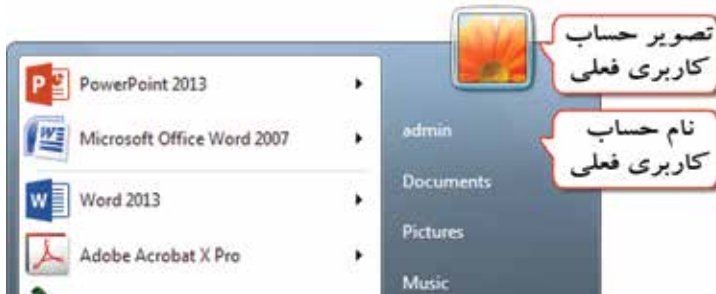 تصویر حساب
کاربری فعلی
PowerPoint 2013
Microsoft Office Word 2007
Word 2013
Adobe Acrobat X Pro
admin
نام حساب
کاربری فعلی
Documents
Pictures
Music